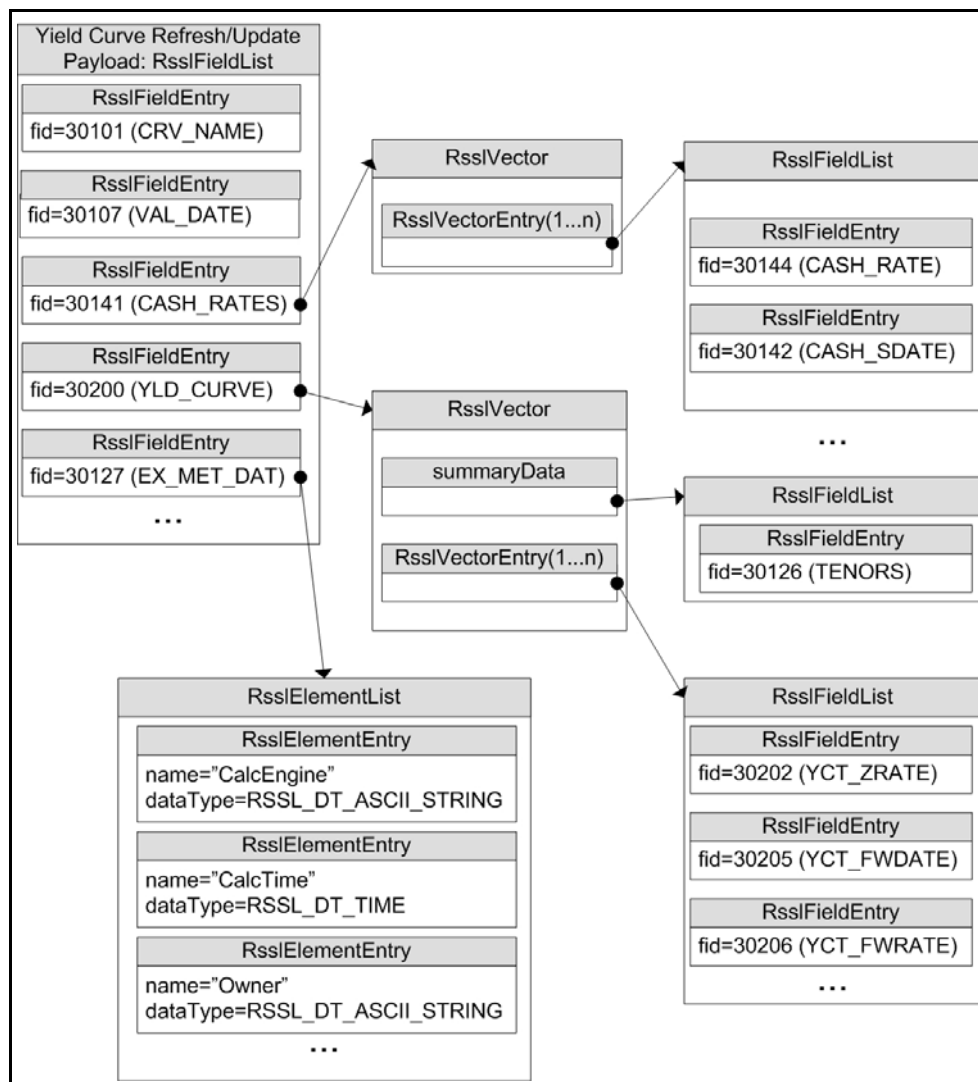 Yield Curve Refresh/Update
Payload: RsslFieldList
RsslFieldEntry
fid=30101 (CRV_NAME)
RsslFieldEntry
fid=30107 (VAL_DATE)
RsslFieldEntry
fid=30141 (CASH_RATES)
RsslFieldEntry
fid=30200 (YLD_CURVE)
RsslFieldEntry
fid=30127 (EX_MET_DAT)
...
RsslVector
RsslVectorEntry(1...n)
RsslFieldList
RsslFieldEntry
fid=30144 (CASH_RATE)
RsslFieldEntry
fid=30142 (CASH_SDATE)
...
RsslVector
summaryData
RsslVectorEntry(1...n)
RsslFieldList
RsslFieldEntry
fid=30126 (TENORS)
RsslElementList
RsslElementEntry
name="CalcEngine"
dataType=RSSL_DT_ASCII_STRING
RsslElementEntry
name="CalcTime"
dataType=RSSL_DT_TIME
RsslElementEntry
name="Owner"
dataType=RSSL_DT_ASCII_STRING
...
RsslFieldList
RsslFieldEntry
fid=30202 (YCT_ZRATE)
RsslFieldEntry
fid=30205 (YCT_FWDATE)
RsslFieldEntry
fid=30206 (YCT_FWRATE)
...